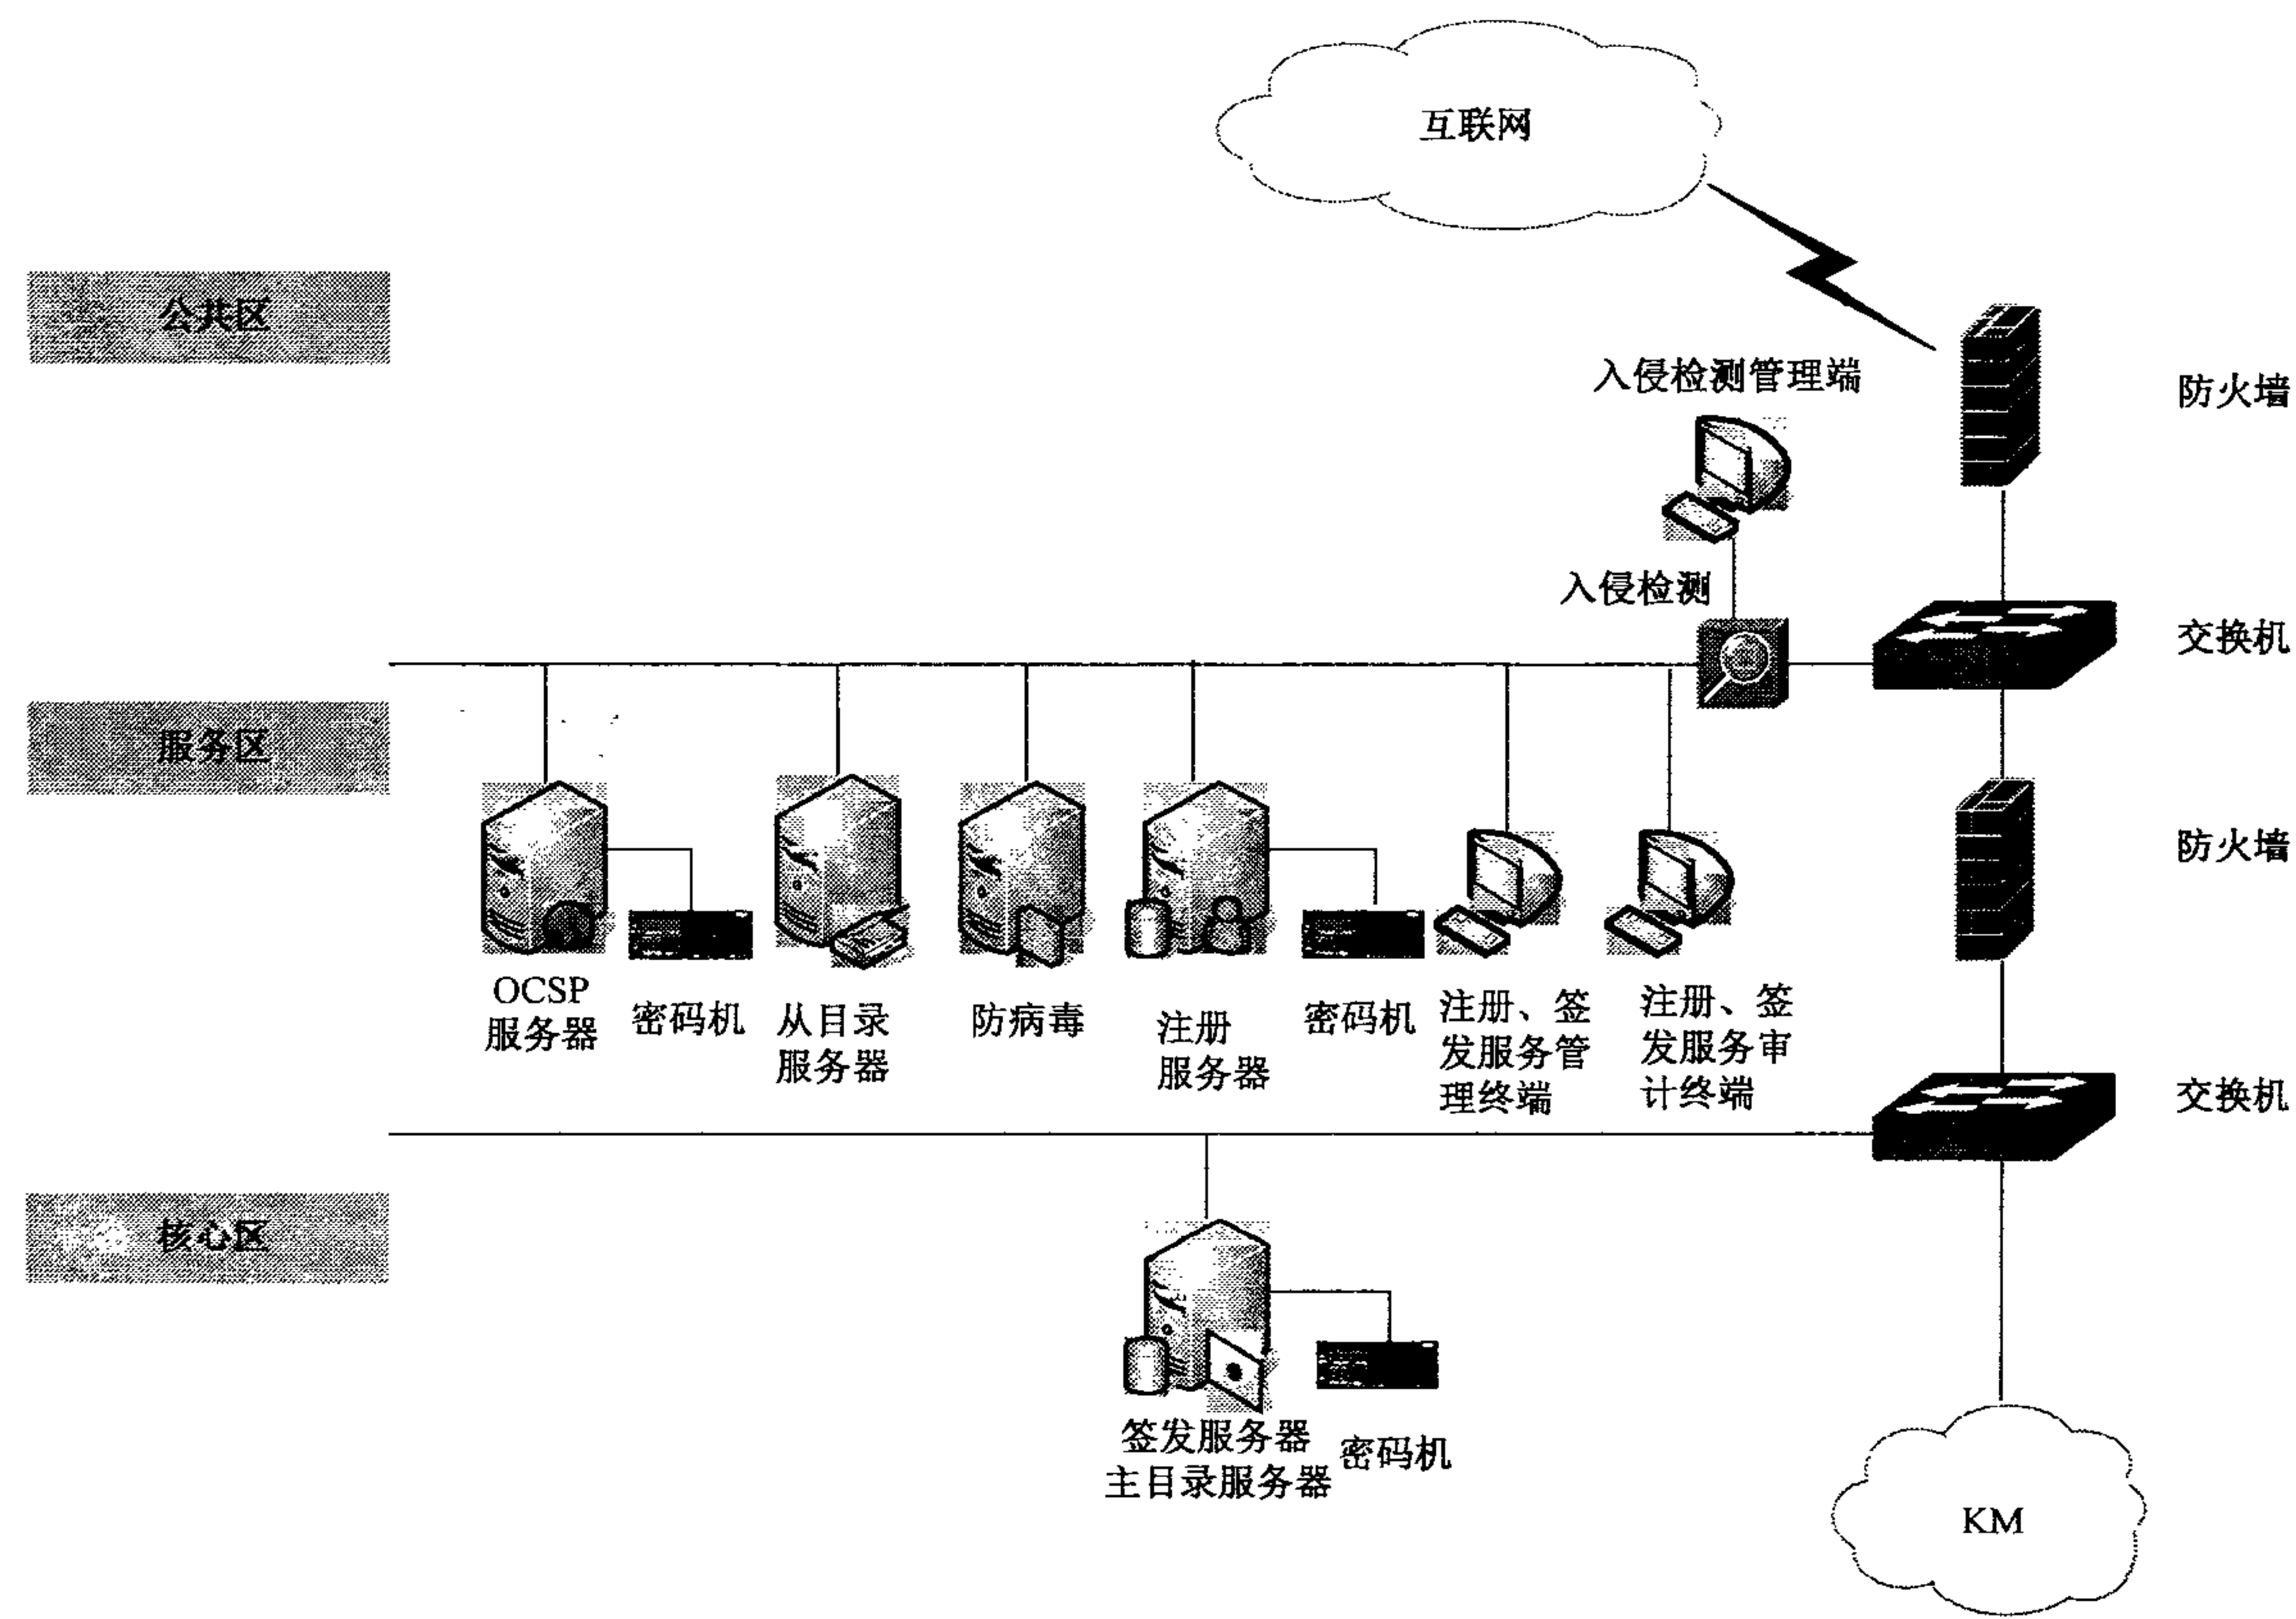 互联网
公共区
入侵检测管理端
防火墙
入侵检测
交换机
服务区
防火墙
OCSP
服务器
密码机
从目录
服务器
防病毒
注册
服务器
密码机
注册、签
发服务管
理终端
注册、签
发服务审
计终端
交换机
核心区
签发服务器
主目录服务器
密码机
KM